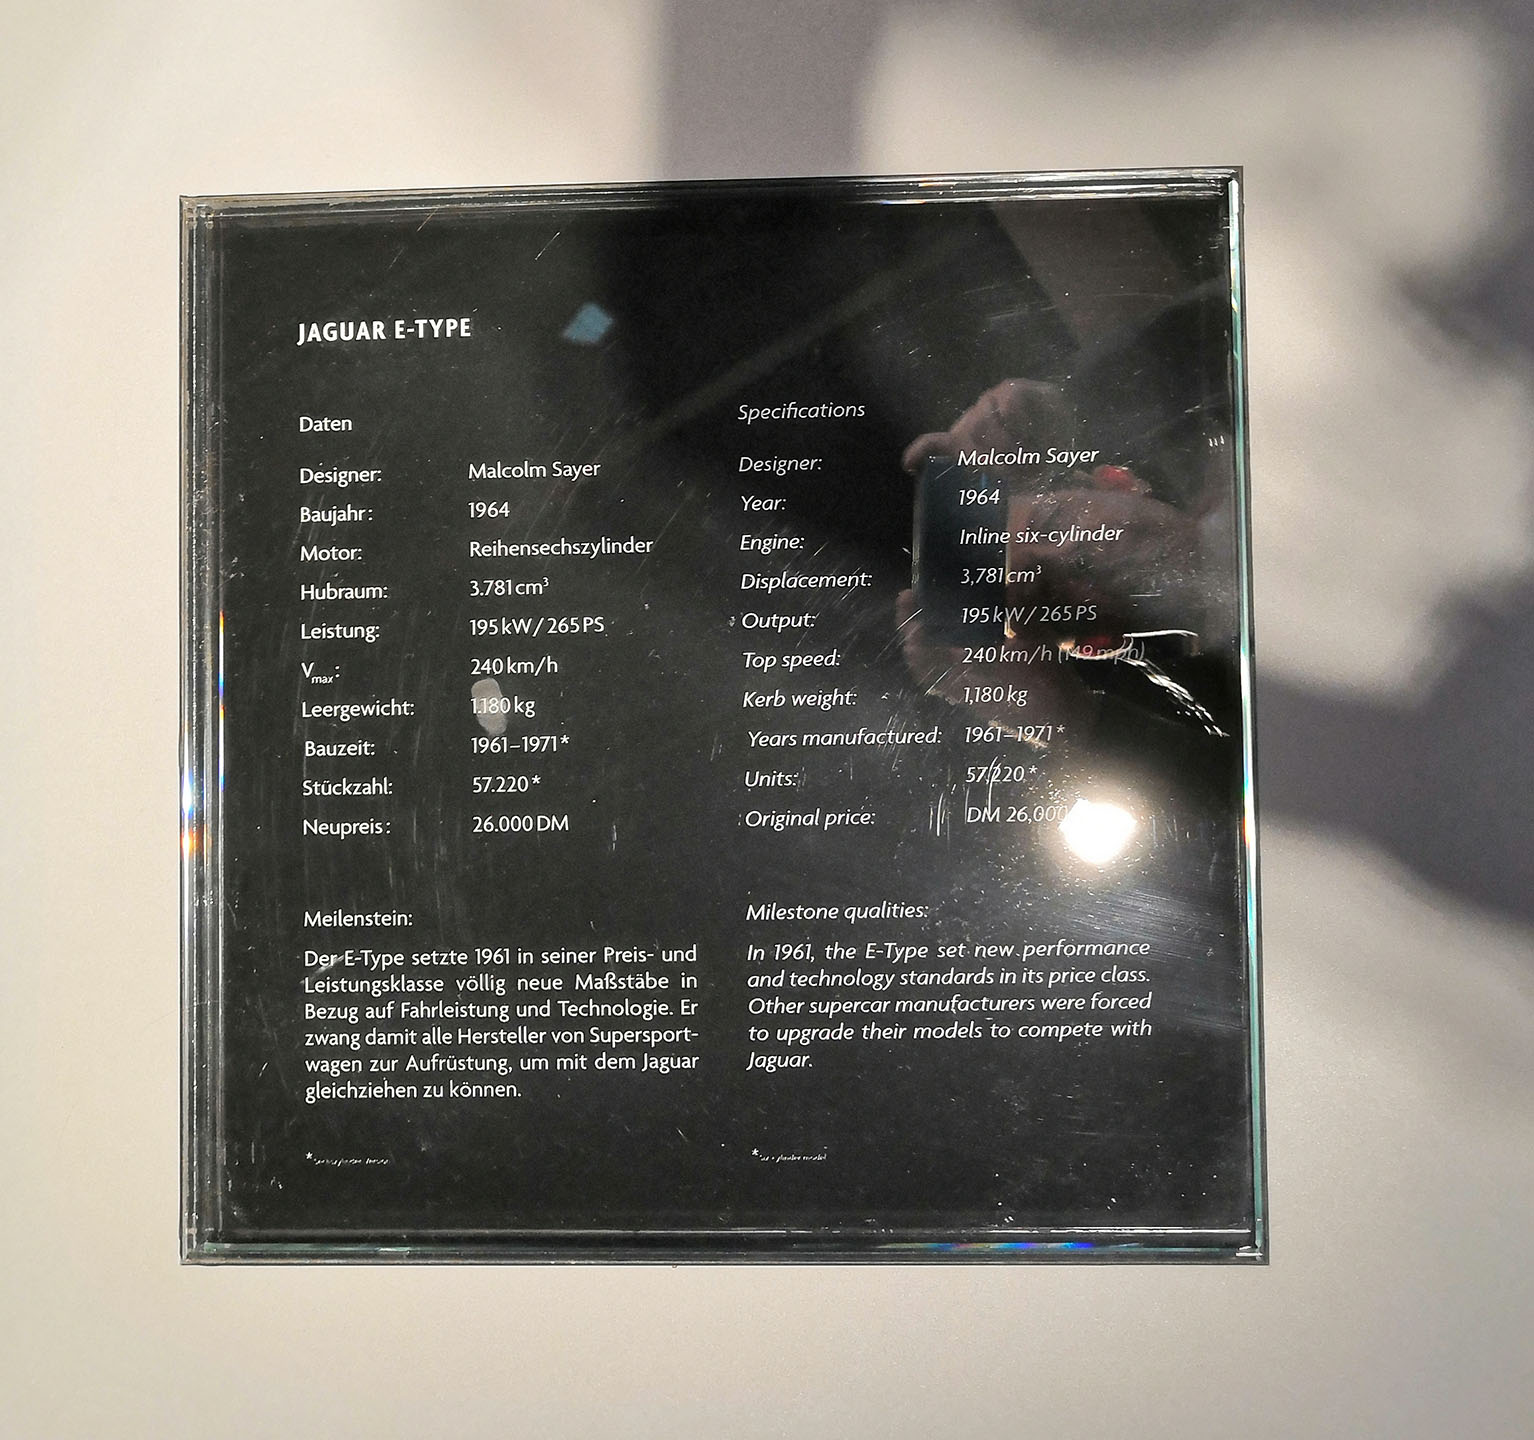 JAGUAR E-TYPE
Daten
Designer: Malcolm Sayer
Baujahr: 1964
Motor: Reihensechszylinder
Hubraum: 3.781 cm³
Leistung: 195 kW / 265 PS
Vmax: 240 km/h
Leergewicht: 1.180 kg
Bauzeit: 1961–1971*
Stückzahl: 57.220*
Neupreis: 26.000 DM
Meilenstein:
Der E-Type setzte 1961 in seiner Preis- und
Leistungsklasse völlig neue Maßstäbe in
Bezug auf Fahrleistung und Technologie. Er
zwang damit alle Hersteller von Supersport-
wagen zur Aufrüstung, um mit dem Jaguar
gleichziehen zu können.
Specifications
Designer: Malcolm Sayer
Year: 1964
Engine: Inline six-cylinder
Displacement: 3,781 cm³
Output: 195 kW / 265 PS
Top speed: 240 km/h (149 mph)
Kerb weight: 1,180 kg
Years manufactured: 1961–1971*
Units: 57,220*
Original price: DM 26,000
Milestone qualities:
In 1961, the E-Type set new performance
and technology standards in its price class.
Other supercar manufacturers were forced
to upgrade their models to compete with
Jaguar.